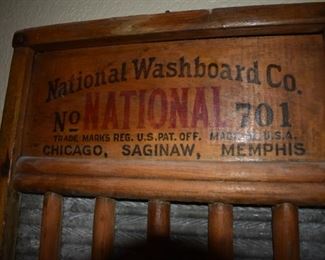 National Washboard Co.
No NATIONAL 701
TRADE MARKS REG. U.S. PAT. OFF. MADE IN U.S.A.
CHICAGO, SAGINAW, MEMPHIS